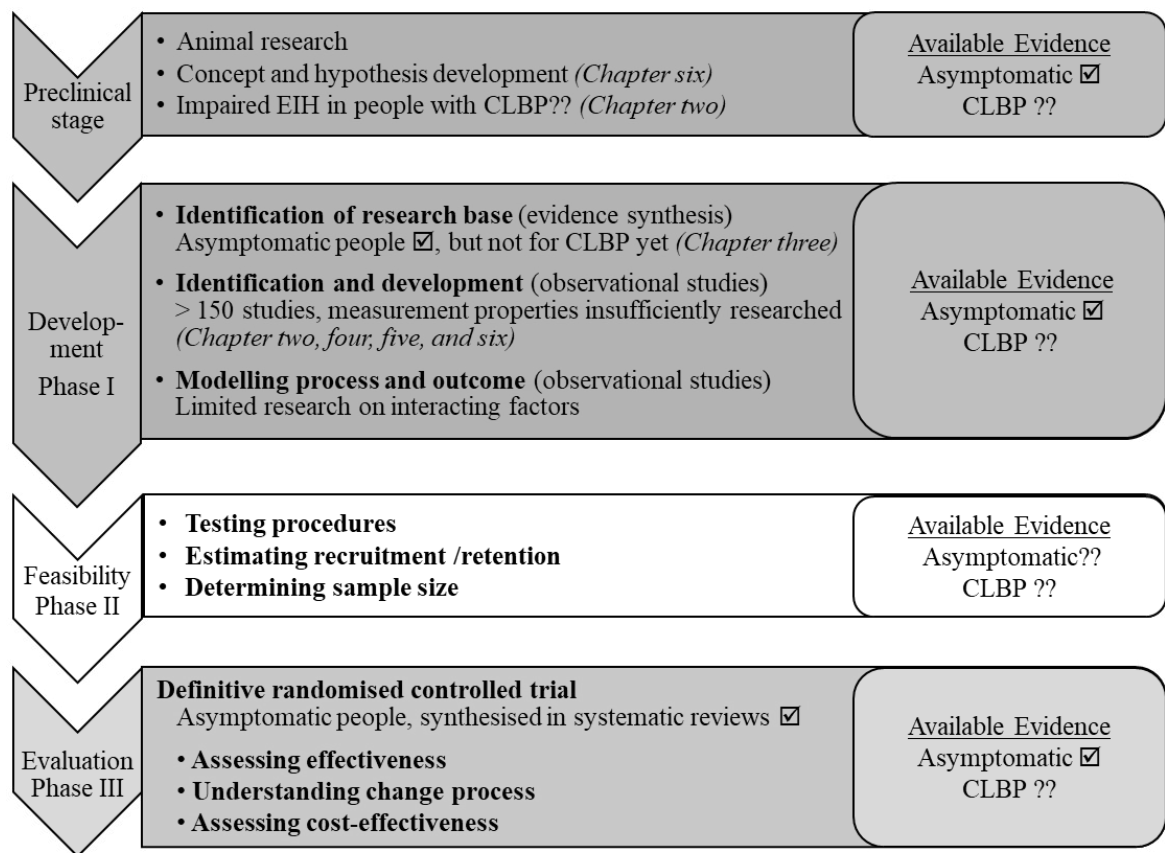 Preclinical
stage
• Animal research
• Concept and hypothesis development (Chapter six)
• Impaired EIH in people with CLBP?? (Chapter two)
Available Evidence
Asymptomatic ☑
CLBP ??
Develop-
ment
Phase I
• Identification of research base (evidence synthesis)
Asymptomatic people ☑, but not for CLBP yet (Chapter three)
• Identification and development (observational studies)
> 150 studies, measurement properties insufficiently researched
(Chapter two, four, five, and six)
• Modelling process and outcome (observational studies)
Limited research on interacting factors
Available Evidence
Asymptomatic ☑
CLBP ??
Feasibility
Phase II
• Testing procedures
• Estimating recruitment /retention
• Determining sample size
Available Evidence
Asymptomatic??
CLBP ??
Evaluation
Phase III
Definitive randomised controlled trial
Asymptomatic people, synthesised in systematic reviews ☑
• Assessing effectiveness
• Understanding change process
• Assessing cost-effectiveness
Available Evidence
Asymptomatic ☑
CLBP ??